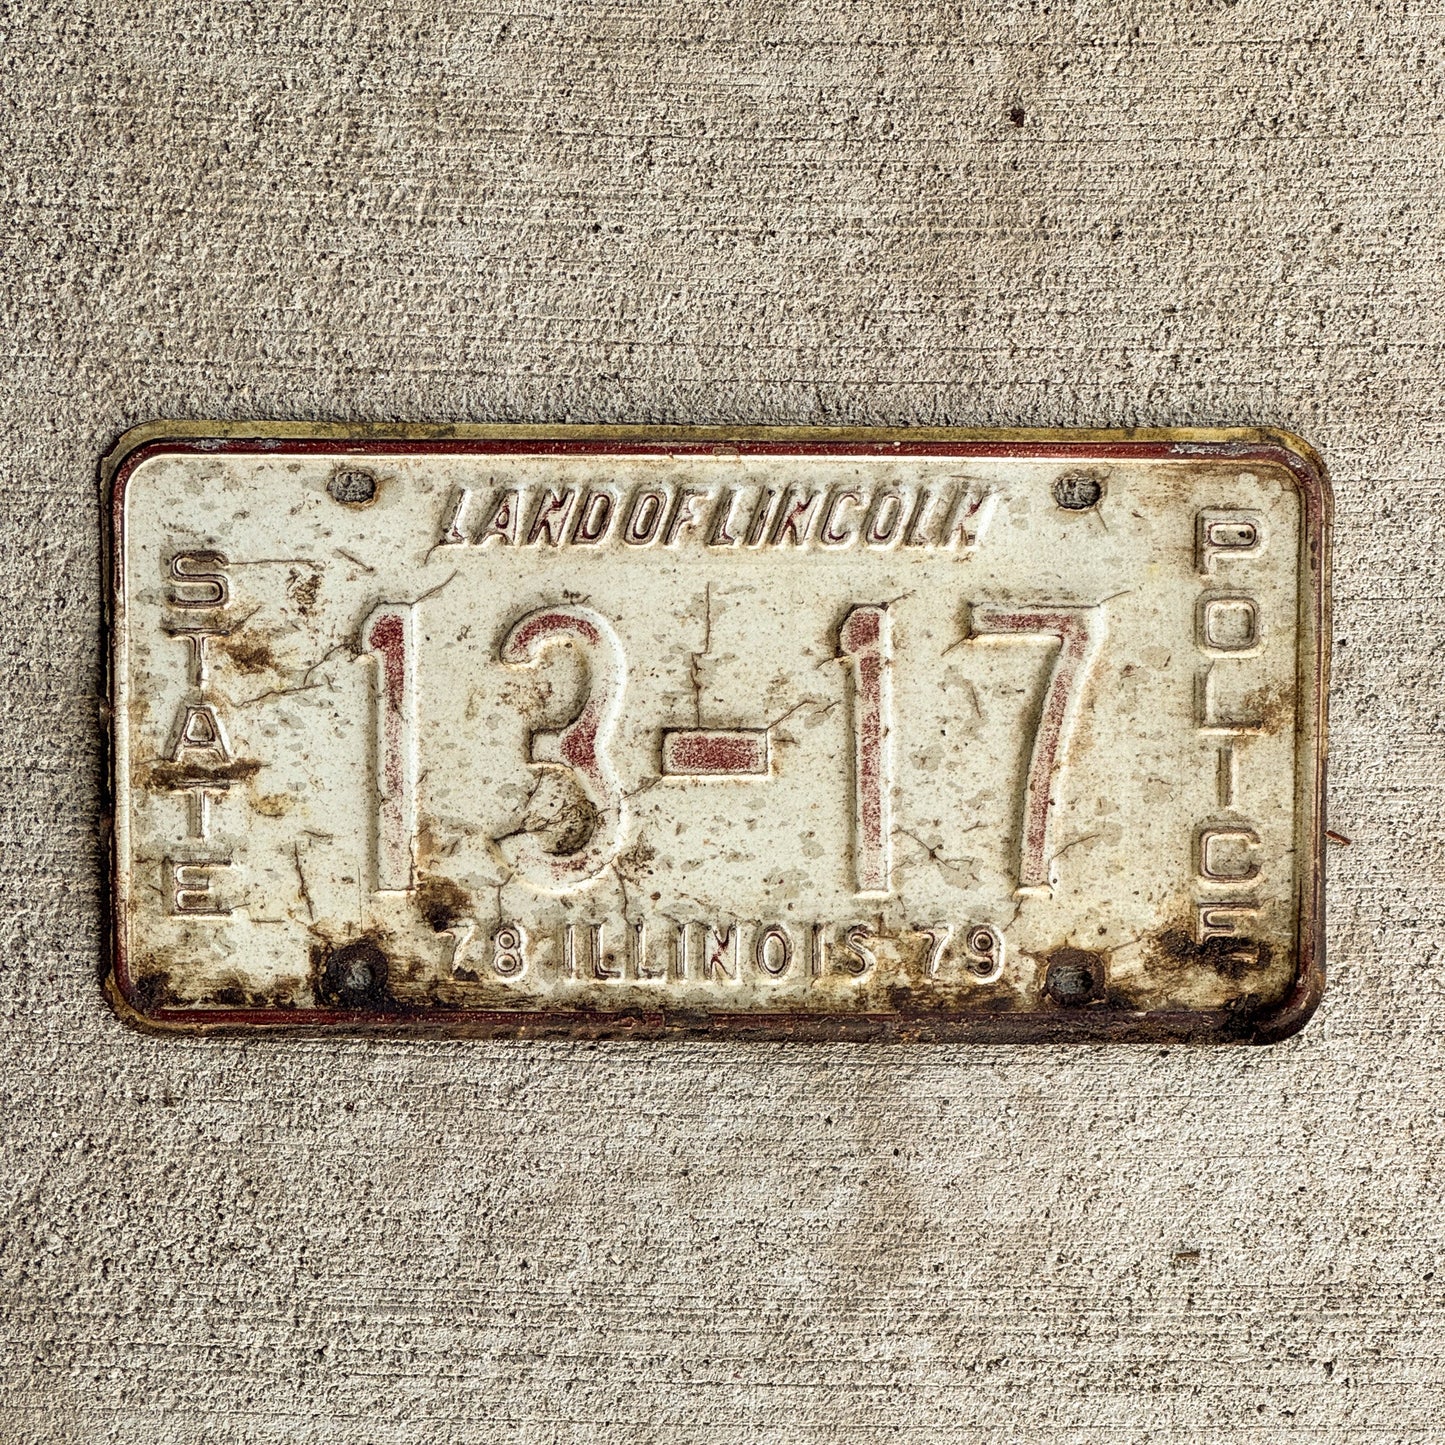 LAND OF LINCOLN
STATE
13-17
POLICE
78 ILLINOIS 79